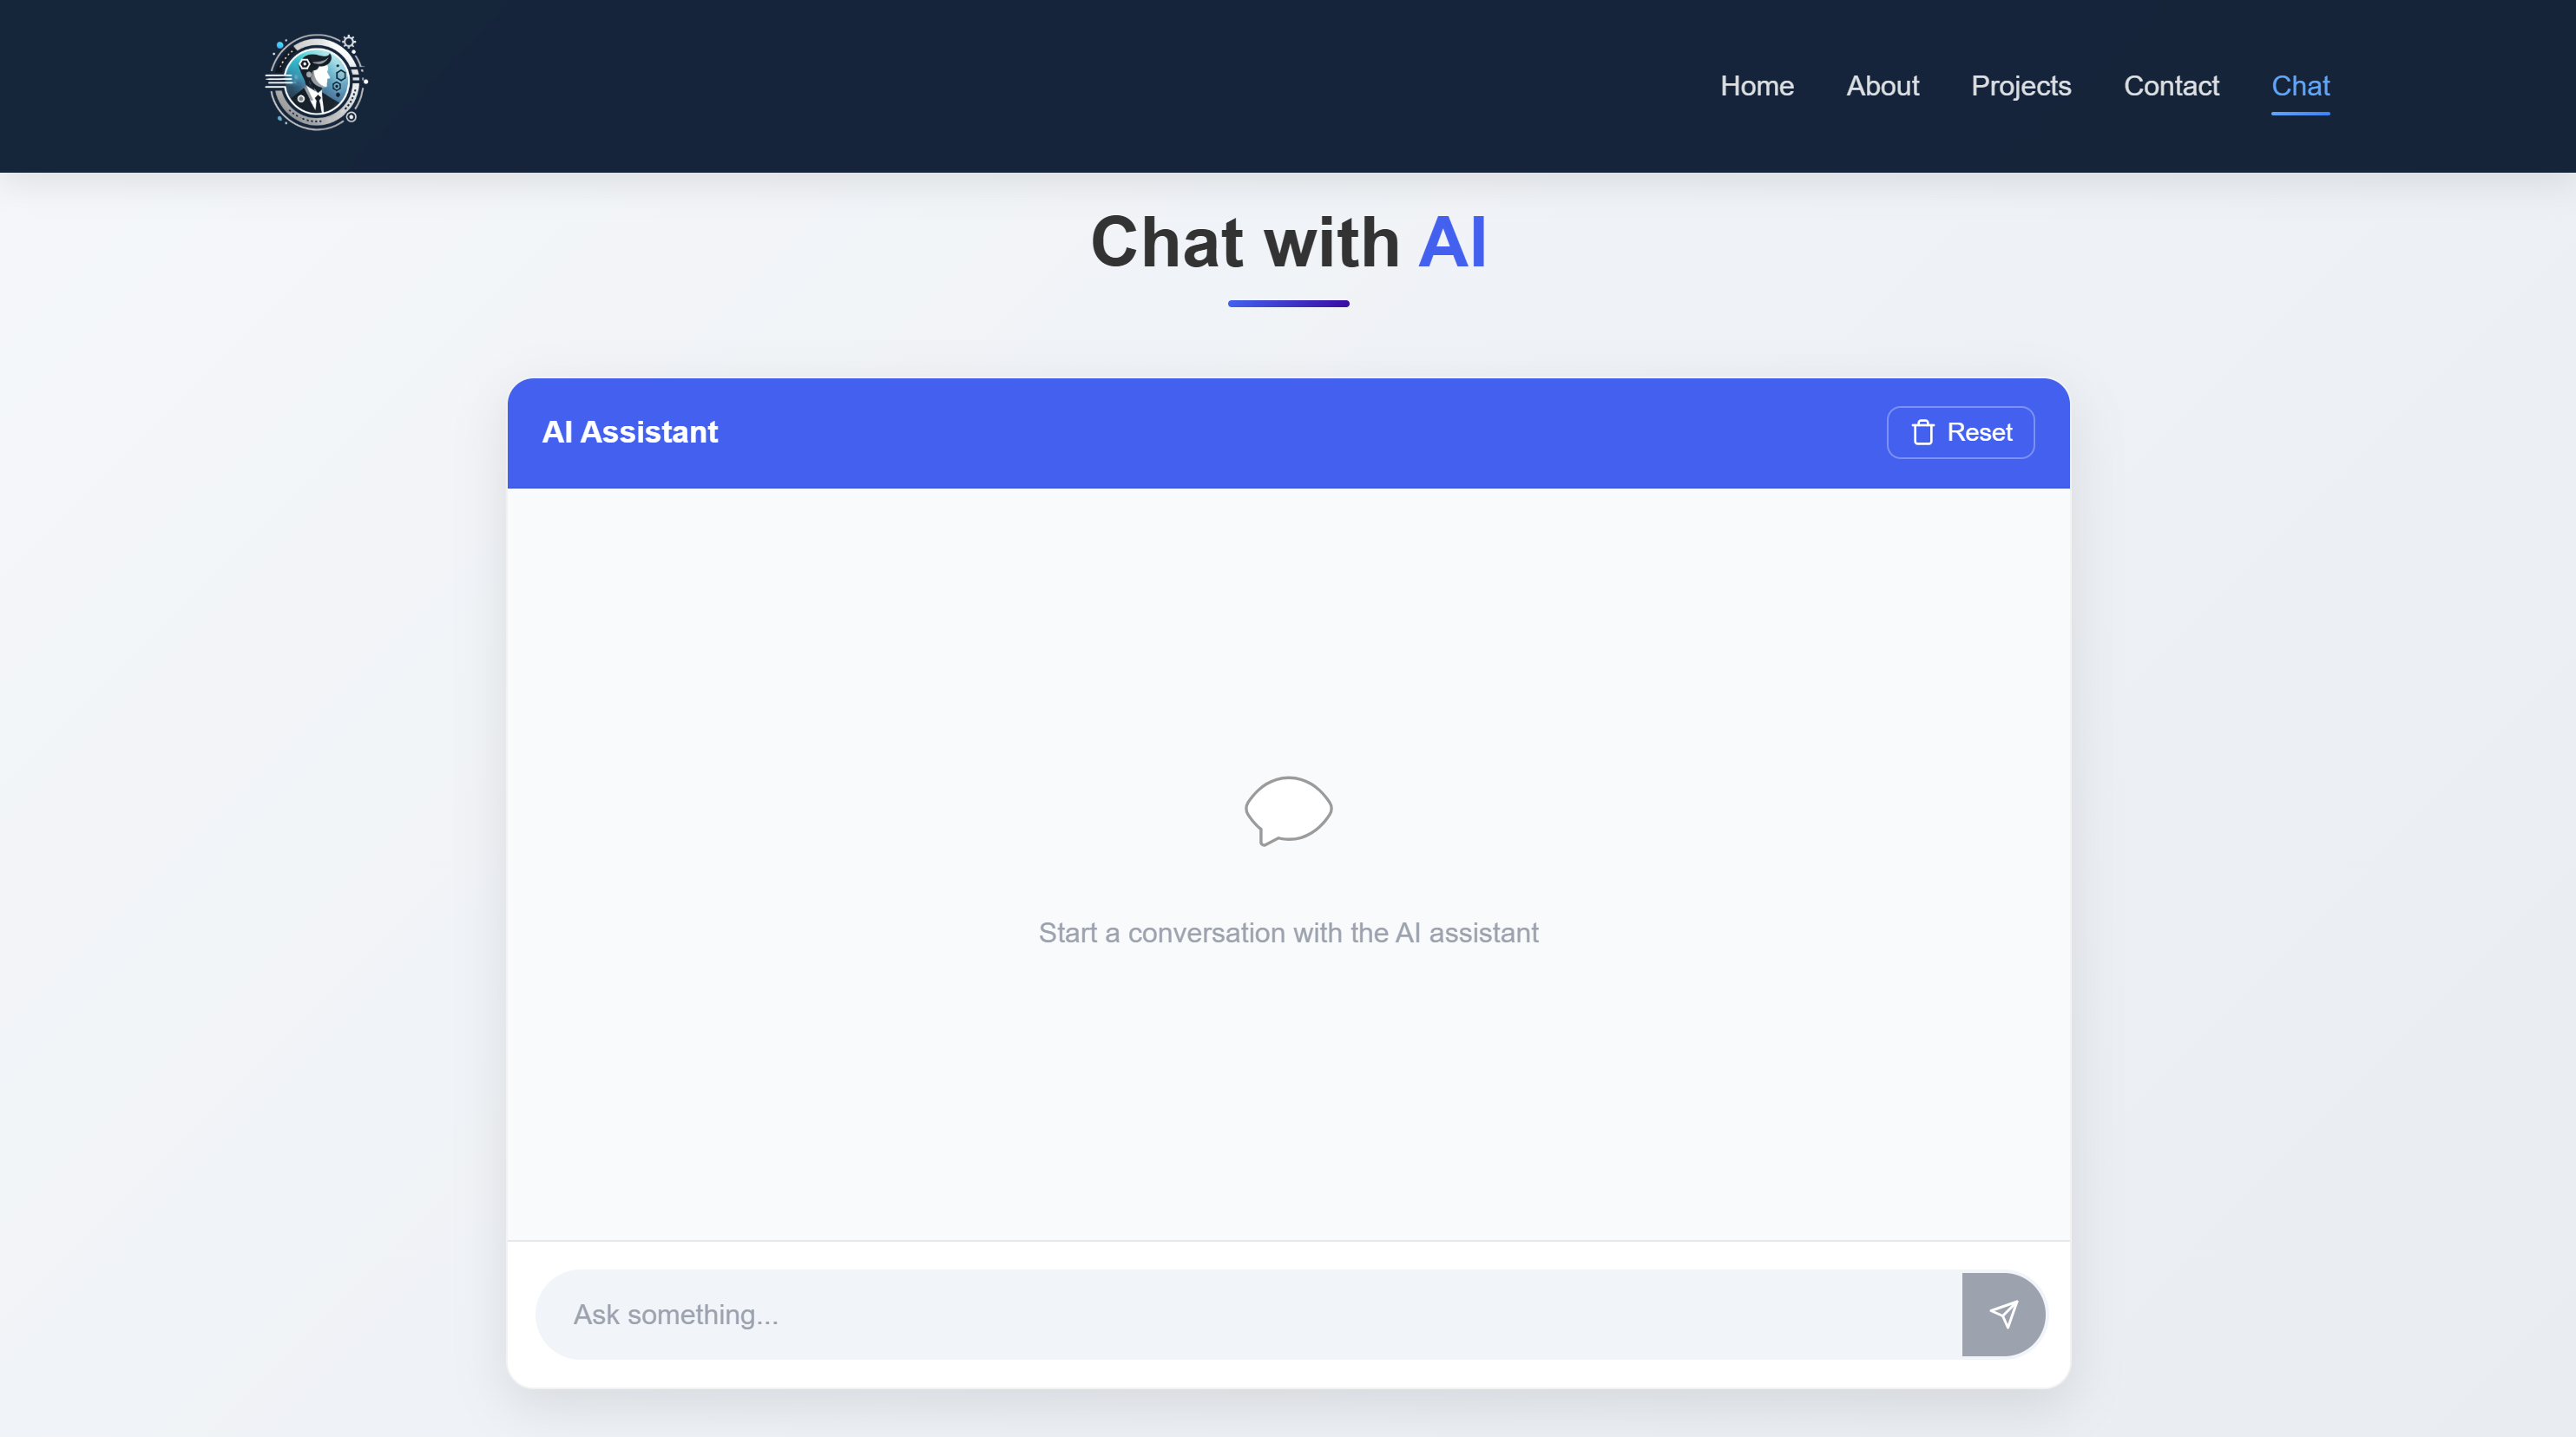 Home About Projects Contact Chat
Chat with AI
AI Assistant
Reset
Start a conversation with the AI assistant
Ask something...